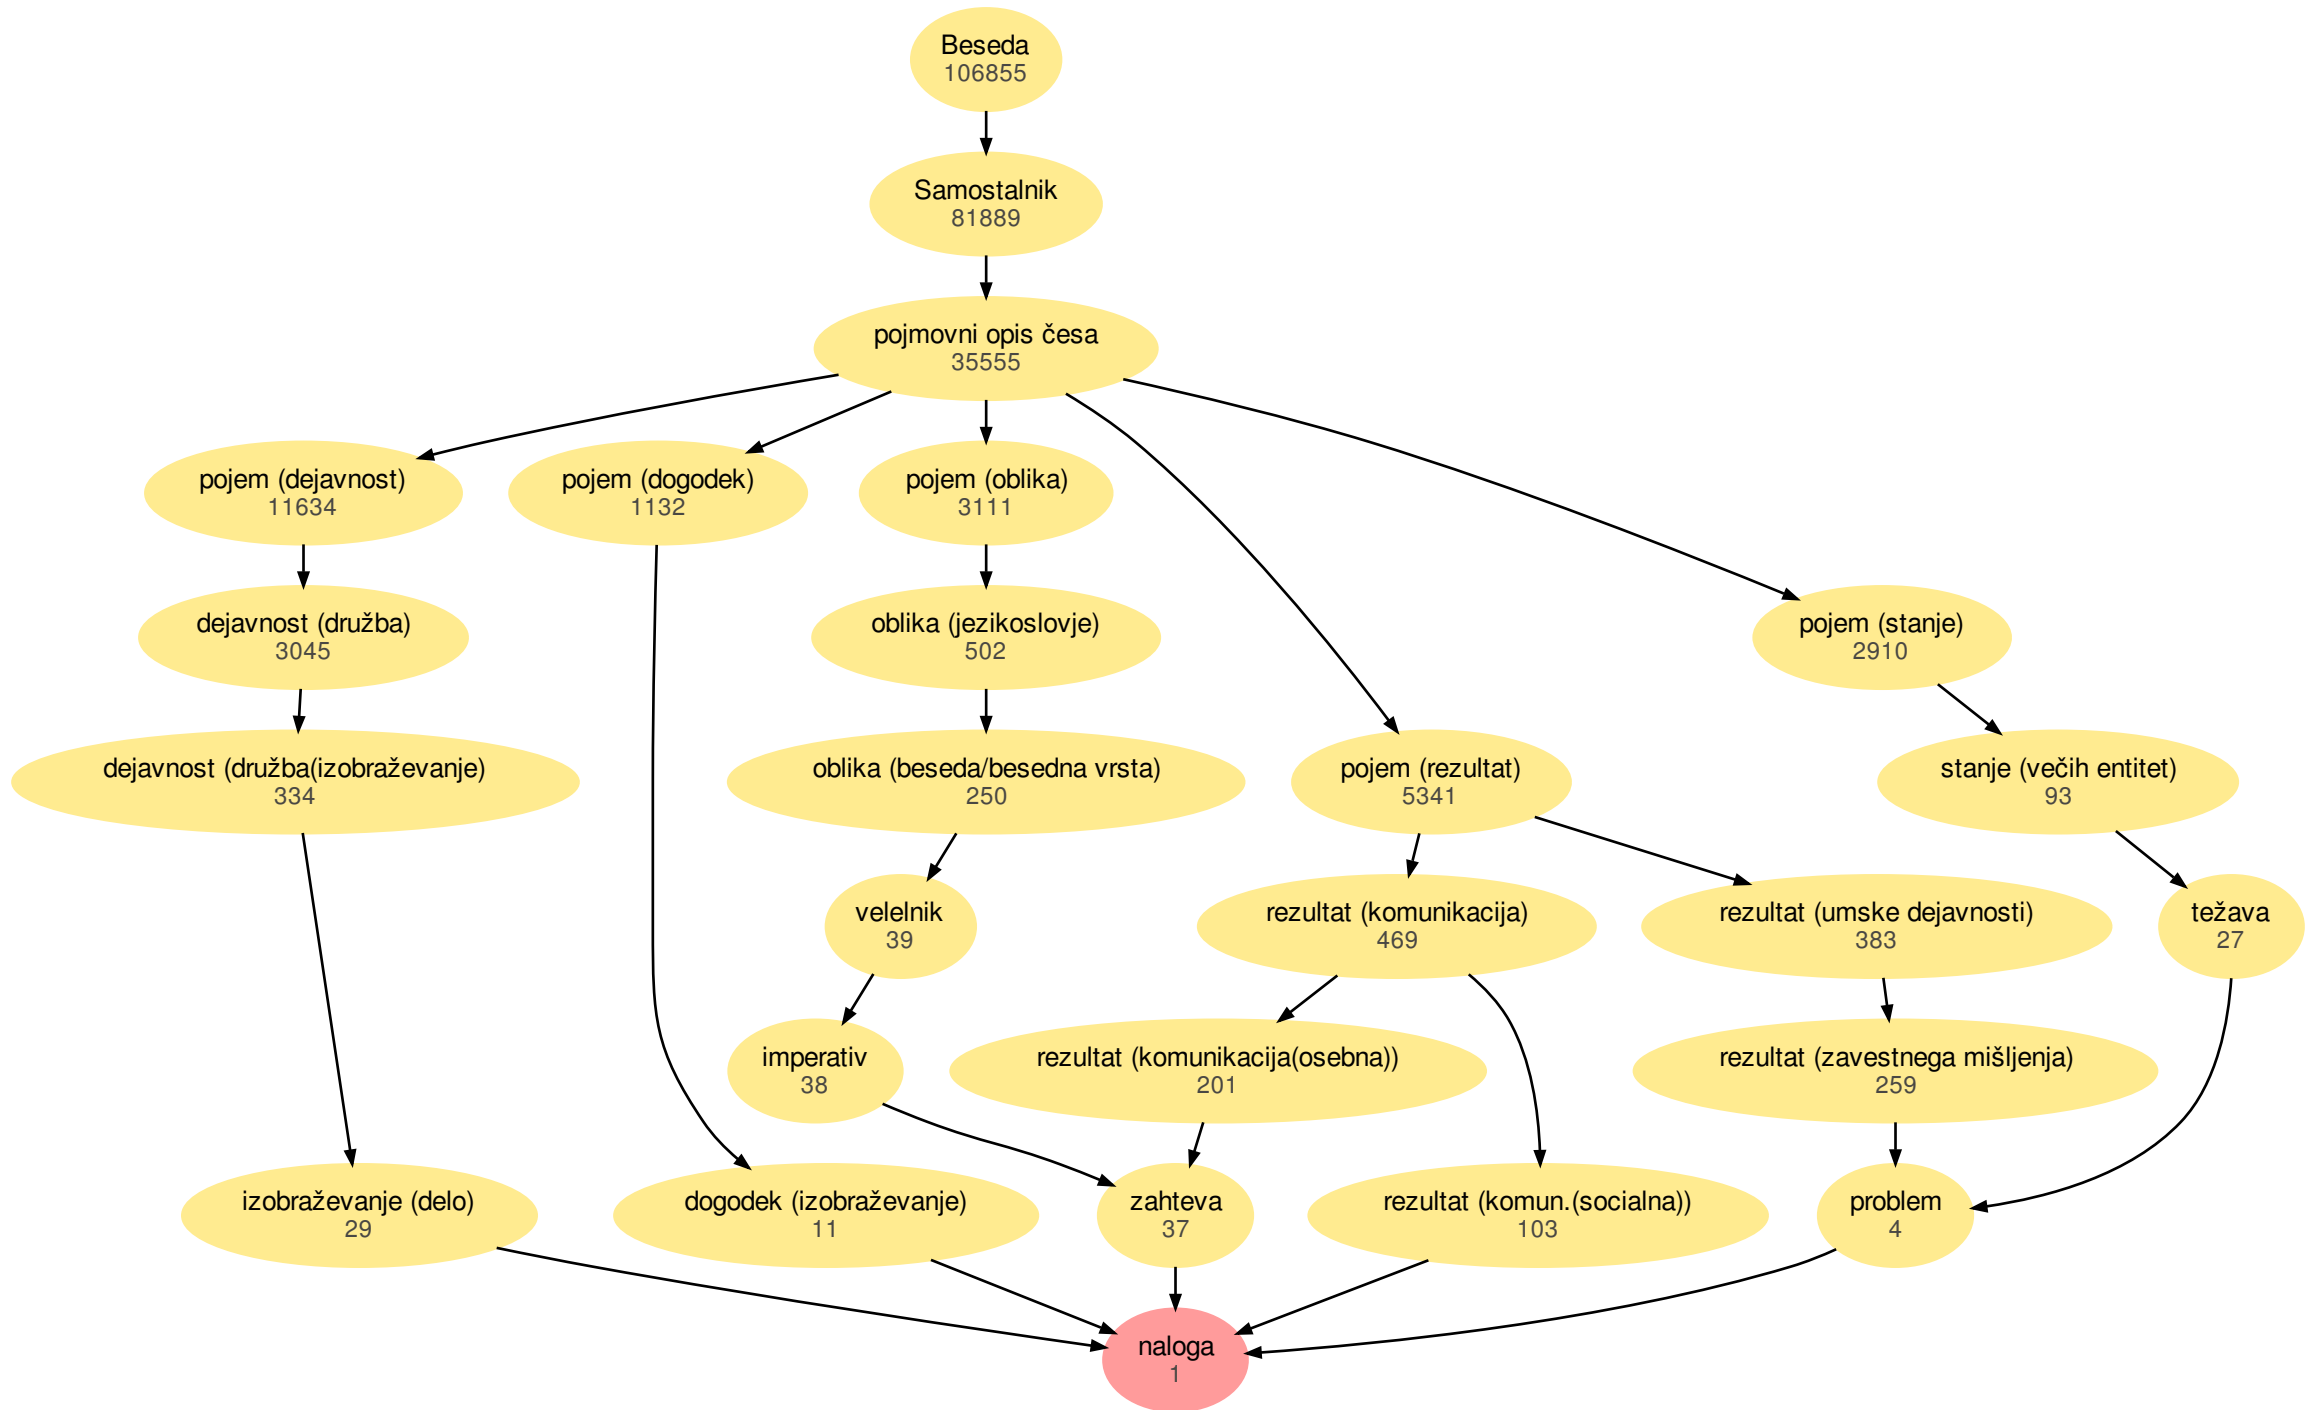 Beseda
106855
Samostalnik
81889
pojmovni opis česa
35555
pojem (dejavnost)
11634
pojem (dogodek)
1132
pojem (oblika)
3111
dejavnost (družba)
3045
oblika (jezikoslovje)
502
pojem (stanje)
2910
dejavnost (družba(izobraževanje)
334
oblika (beseda/besedna vrsta)
250
pojem (rezultat)
5341
stanje (večih entitet)
93
velelnik
39
rezultat (komunikacija)
469
rezultat (umske dejavnosti)
383
težava
27
imperativ
38
rezultat (komunikacija(osebna))
201
rezultat (zavestnega mišljenja)
259
izobraževanje (delo)
29
dogodek (izobraževanje)
11
zahteva
37
rezultat (komun.(socialna))
103
problem
4
naloga
1